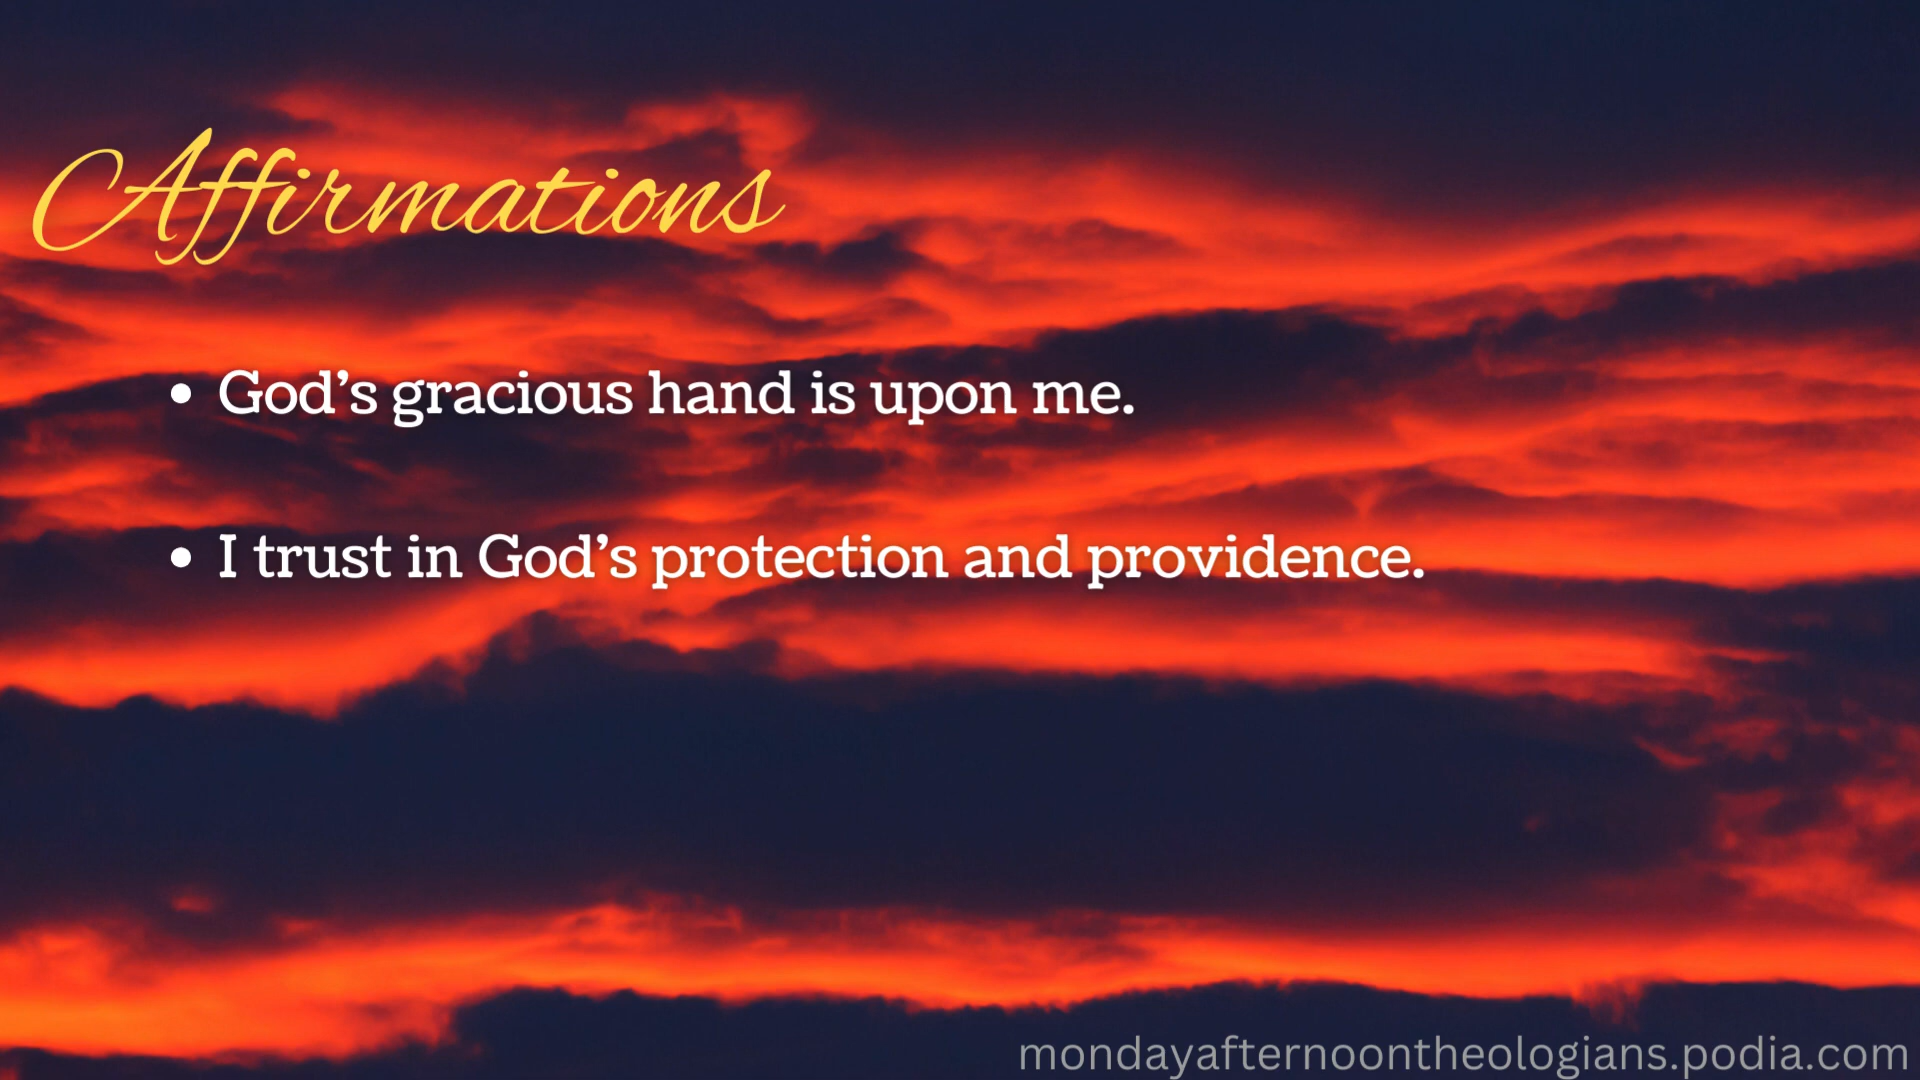 Affirmations
• God’s gracious hand is upon me.
• I trust in God’s protection and providence.
mondayafternoontheologians.podia.com